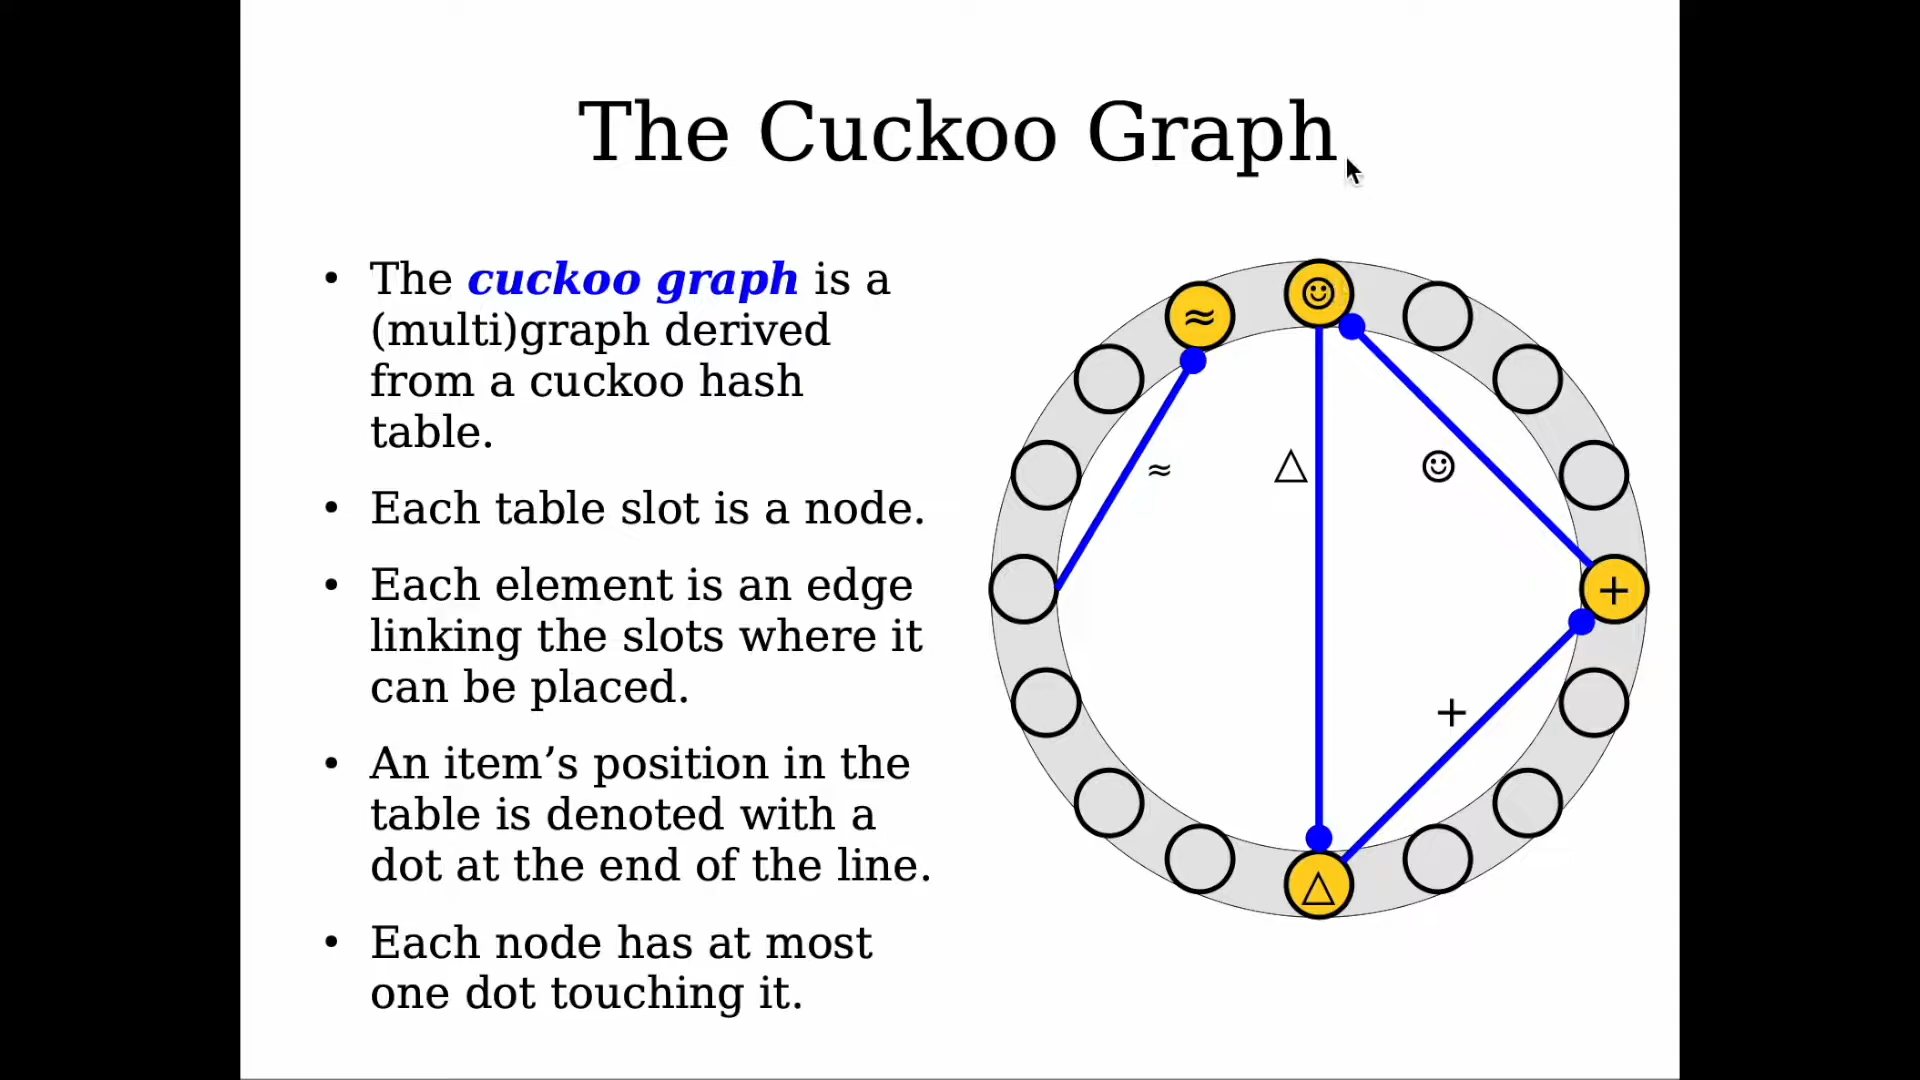 The Cuckoo Graph
• The cuckoo graph is a
(multi)graph derived
from a cuckoo hash
table.
• Each table slot is a node.
• Each element is an edge
linking the slots where it
can be placed.
• An item’s position in the
table is denoted with a
dot at the end of the line.
• Each node has at most
one dot touching it.
☺
≈
≈
△
☺
+
+
△